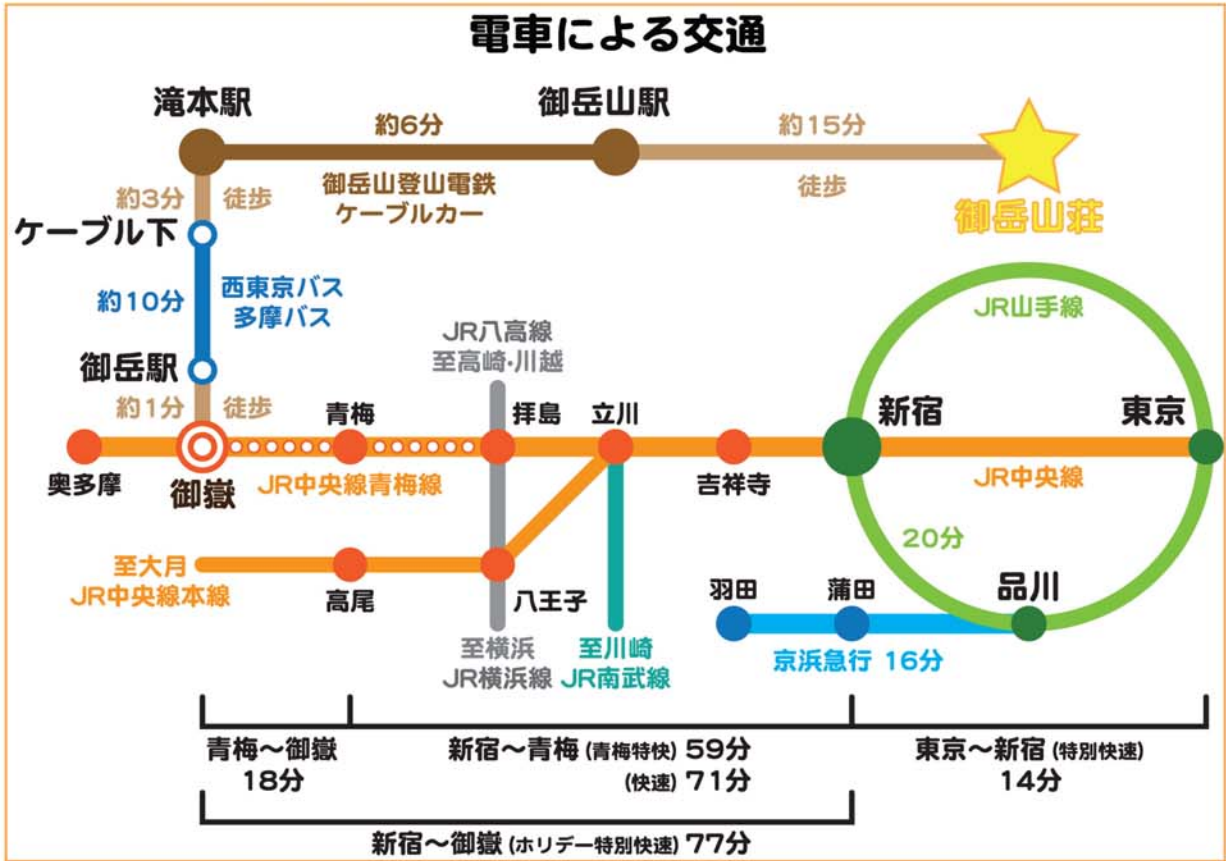 電車による交通
滝本駅
御岳山駅
約6分
約15分
御岳山登山電鉄
ケーブルカー
徒歩
御岳山荘
約3分 徒歩
ケーブル下
約10分
西東京バス
多摩バス
御岳駅
約1分 徒歩
JR八高線
至高崎・川越
JR山手線
青梅
拝島
立川
新宿
東京
奥多摩
御嶽
JR中央線青梅線
吉祥寺
JR中央線
20分
至大月
JR中央線本線
高尾
八王子
羽田
蒲田
品川
至横浜
JR横浜線
至川崎
JR南武線
京浜急行 16分
青梅〜御嶽
18分
新宿〜青梅 (青梅特快) 59分
(快速) 71分
東京〜新宿 (特別快速)
14分
新宿〜御嶽 (ホリデー特別快速) 77分